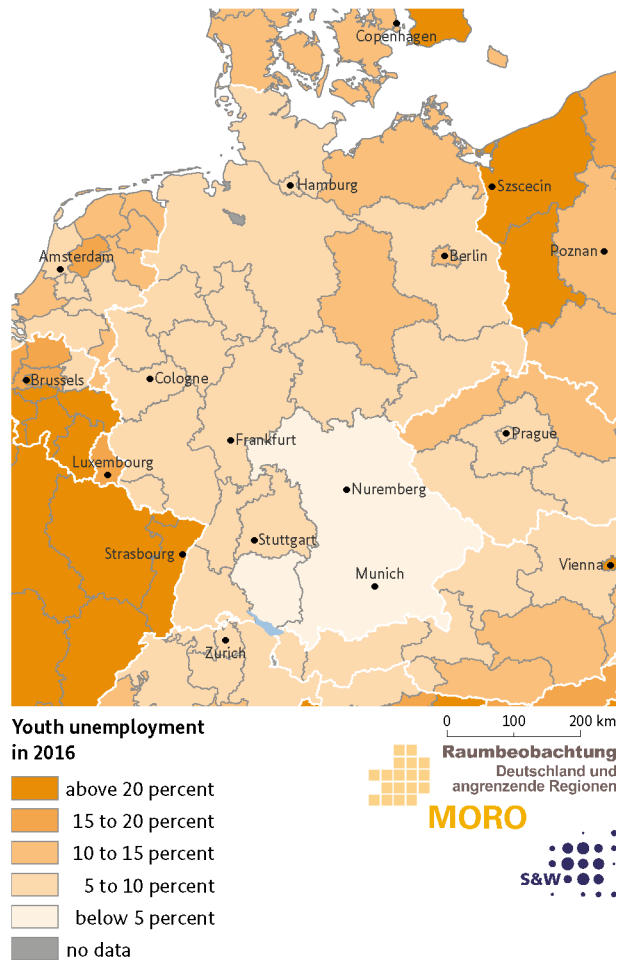 Copenhagen
Hamburg
Szscecin
Amsterdam
Berlin
Poznan
Brussels
Cologne
Frankfurt
Prague
Luxembourg
Nuremberg
Strasbourg
Stuttgart
Vienna
Munich
Zurich
Youth unemployment
in 2016
above 20 percent
15 to 20 percent
10 to 15 percent
5 to 10 percent
below 5 percent
no data
0 100 200 km
Raumbeobachtung
Deutschland und
angrenzende Regionen
MORO
S&W